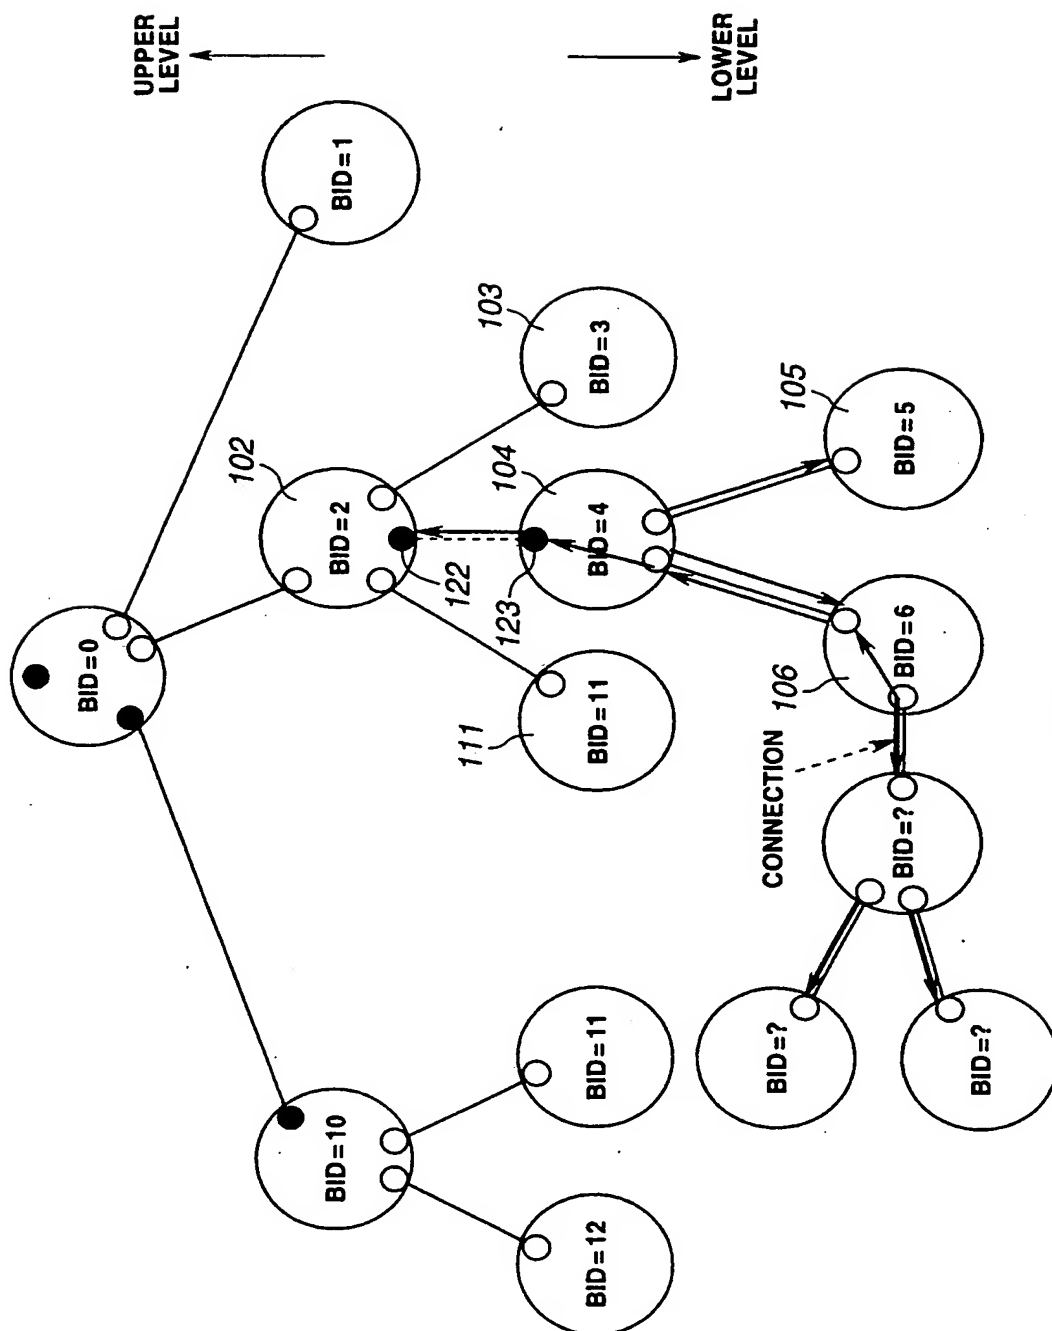 UPPER
LEVEL
LOWER
LEVEL
BID=0
BID=1
102
BID=2
BID=10
122
103
BID=3
104
BID=4
123
111
BID=11
BID=11
BID=12
105
BID=5
106
BID=6
CONNECTION
BID=?
BID=?
BID=?